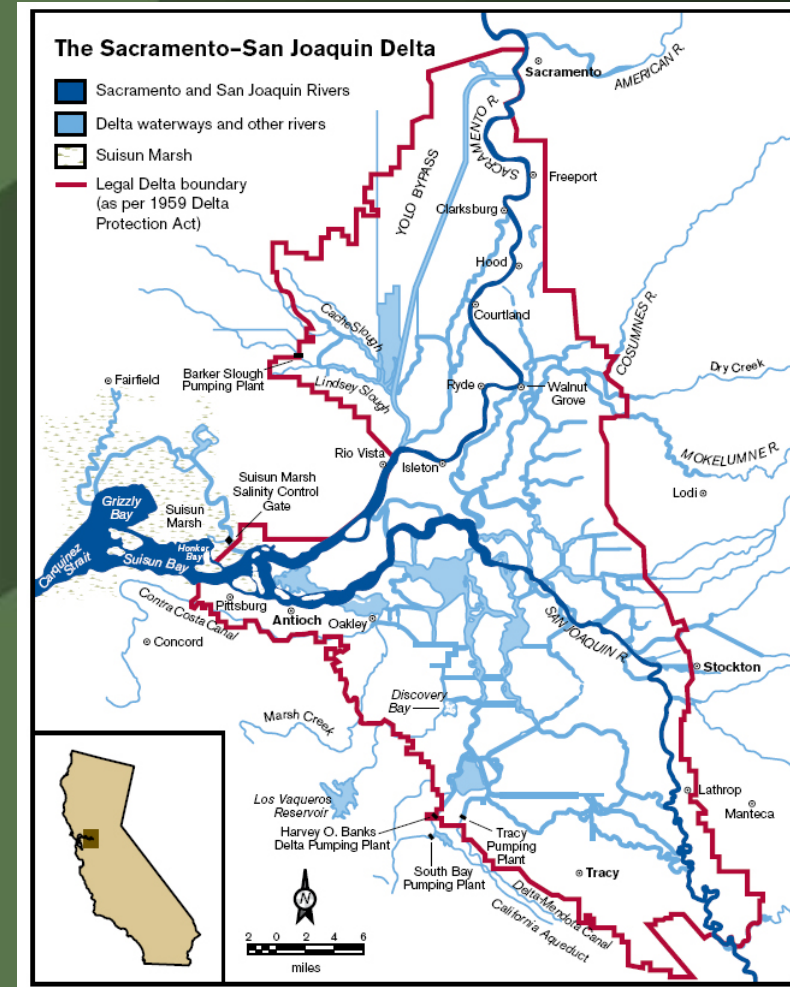 The Sacramento–San Joaquin Delta
Sacramento and San Joaquin Rivers
Delta waterways and other rivers
Suisun Marsh
Legal Delta boundary
(as per 1959 Delta
Protection Act)
Sacramento
AMERICAN R.
SACRAMENTO R.
YOLO BYPASS
Freeport
Clarksburg
Hood
Courtland
COSUMNES R.
Cache Slough
Barker Slough
Pumping Plant
Lindsey Slough
Fairfield
Ryde
Walnut
Grove
Dry Creek
MOKELUMNE R.
Rio Vista
Isleton
Lodi
Suisun Marsh
Salinity Control
Gate
Grizzly
Bay
Suisun
Marsh
Honker
Bay
Suisun Bay
Carquinez
Strait
Pittsburg
Antioch
Oakley
Contra Costa Canal
Concord
SAN JOAQUIN R.
Stockton
Discovery
Bay
Marsh Creek
Los Vaqueros
Reservoir
Harvey O. Banks
Delta Pumping Plant
Tracy
Pumping
Plant
South Bay
Pumping Plant
Lathrop
Manteca
Tracy
Delta-Mendota Canal
California Aqueduct
N
2 0 2 4 6
miles